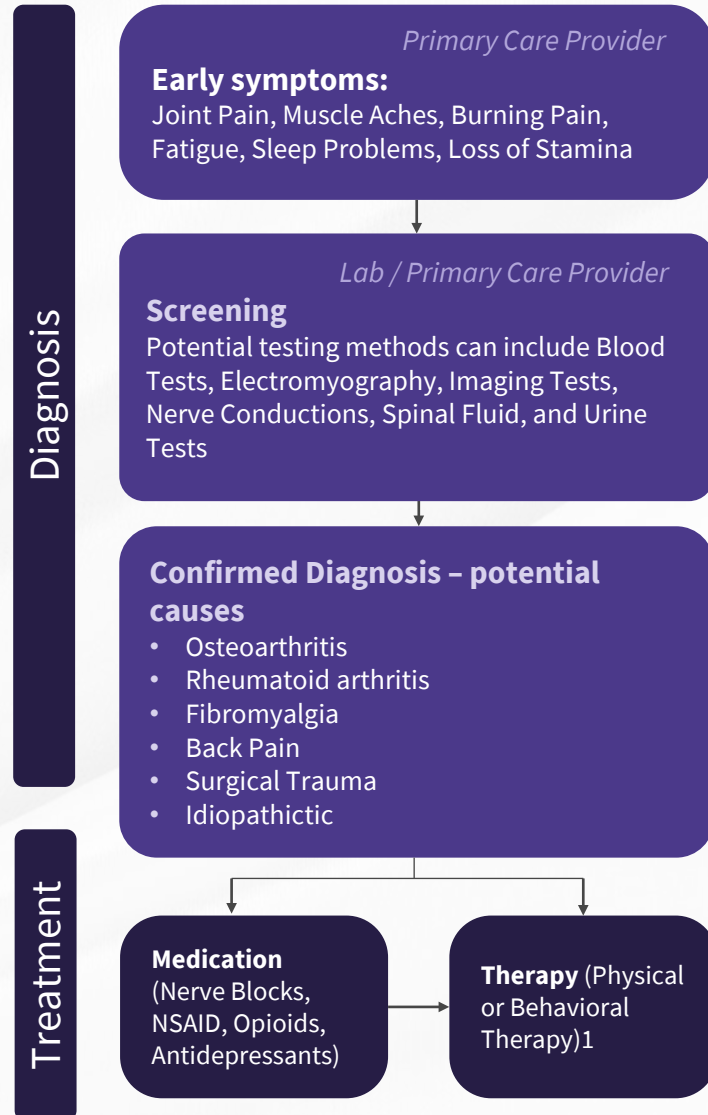 Diagnosis
Primary Care Provider
Early symptoms:
Joint Pain, Muscle Aches, Burning Pain,
Fatigue, Sleep Problems, Loss of Stamina
Lab / Primary Care Provider
Screening
Potential testing methods can include Blood
Tests, Electromyography, Imaging Tests,
Nerve Conductions, Spinal Fluid, and Urine
Tests
Confirmed Diagnosis – potential
causes
• Osteoarthritis
• Rheumatoid arthritis
• Fibromyalgia
• Back Pain
• Surgical Trauma
• Idiopathictic
Treatment
Medication
(Nerve Blocks,
NSAID, Opioids,
Antidepressants)
Therapy (Physical
or Behavioral
Therapy)1